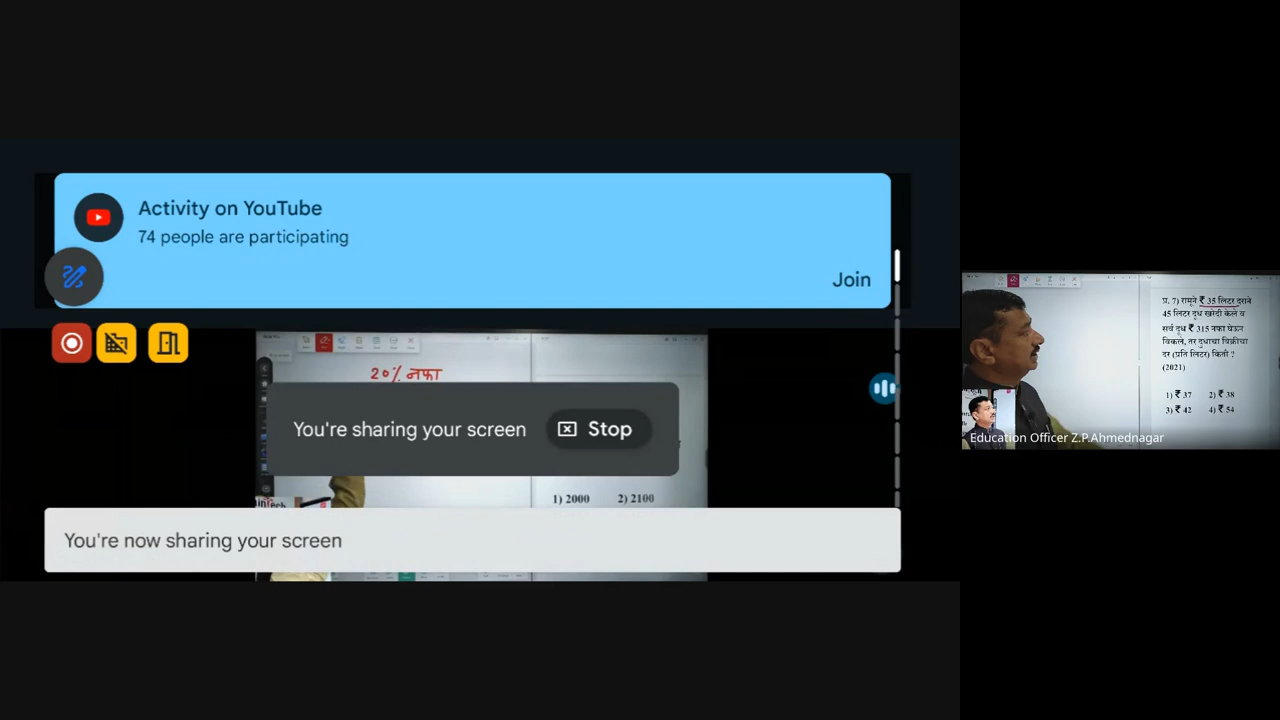 Activity on YouTube
74 people are participating
Join
20% नफा
You're sharing your screen
Stop
1) 2000 2) 2100
You're now sharing your screen
प्र. 7) रामूने ₹ 35 लिटर दराने
45 लिटर दूध खरेदी केले व
सर्व दूध ₹ 315 नफा घेऊन
विकले, तर दुधाचा विक्रीचा
दर (प्रति लिटर) किती ?
(2021)
1) ₹ 37 2) ₹ 38
3) ₹ 42 4) ₹ 54
Education Officer Z.P.Ahmednagar